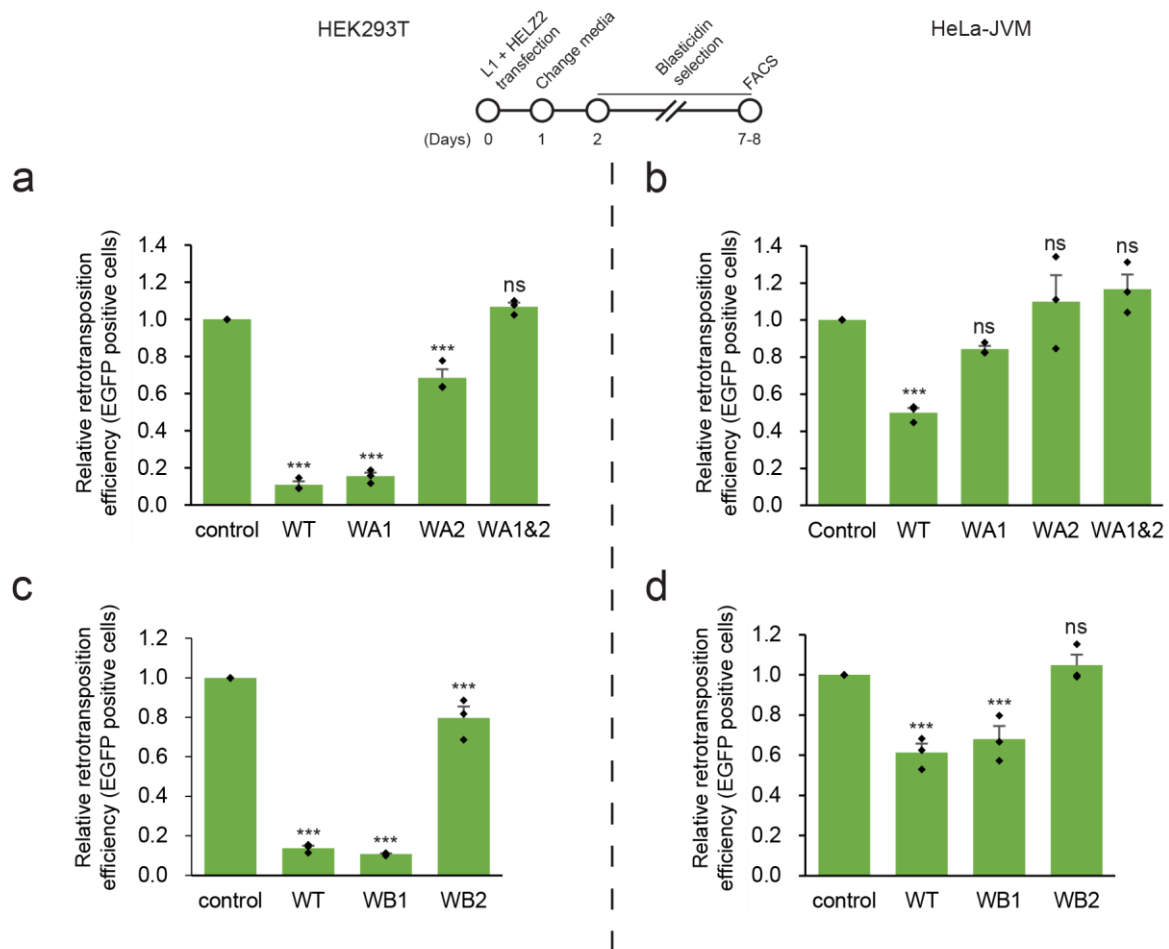 HEK293T
HeLa-JVM
L1 + HELZ2
transfection
Change media
Blasticidin
selection
FACS
(Days) 0 1 2 7-8
a
Relative retrotransposition
efficiency (EGFP positive cells)
1.4
1.2
1.0
0.8
0.6
0.4
0.2
0.0
***
***
***
ns
control WT WA1 WA2 WA1&2
b
Relative retrotransposition
efficiency (EGFP positive cells)
1.4
1.2
1.0
0.8
0.6
0.4
0.2
0.0
***
ns
ns
ns
Control WT WA1 WA2 WA1&2
c
Relative retrotransposition
efficiency (EGFP positive cells)
1.2
1.0
0.8
0.6
0.4
0.2
0.0
***
***
***
control WT WB1 WB2
d
Relative retrotransposition
efficiency (EGFP positive cells)
1.2
1.0
0.8
0.6
0.4
0.2
0.0
***
***
ns
control WT WB1 WB2